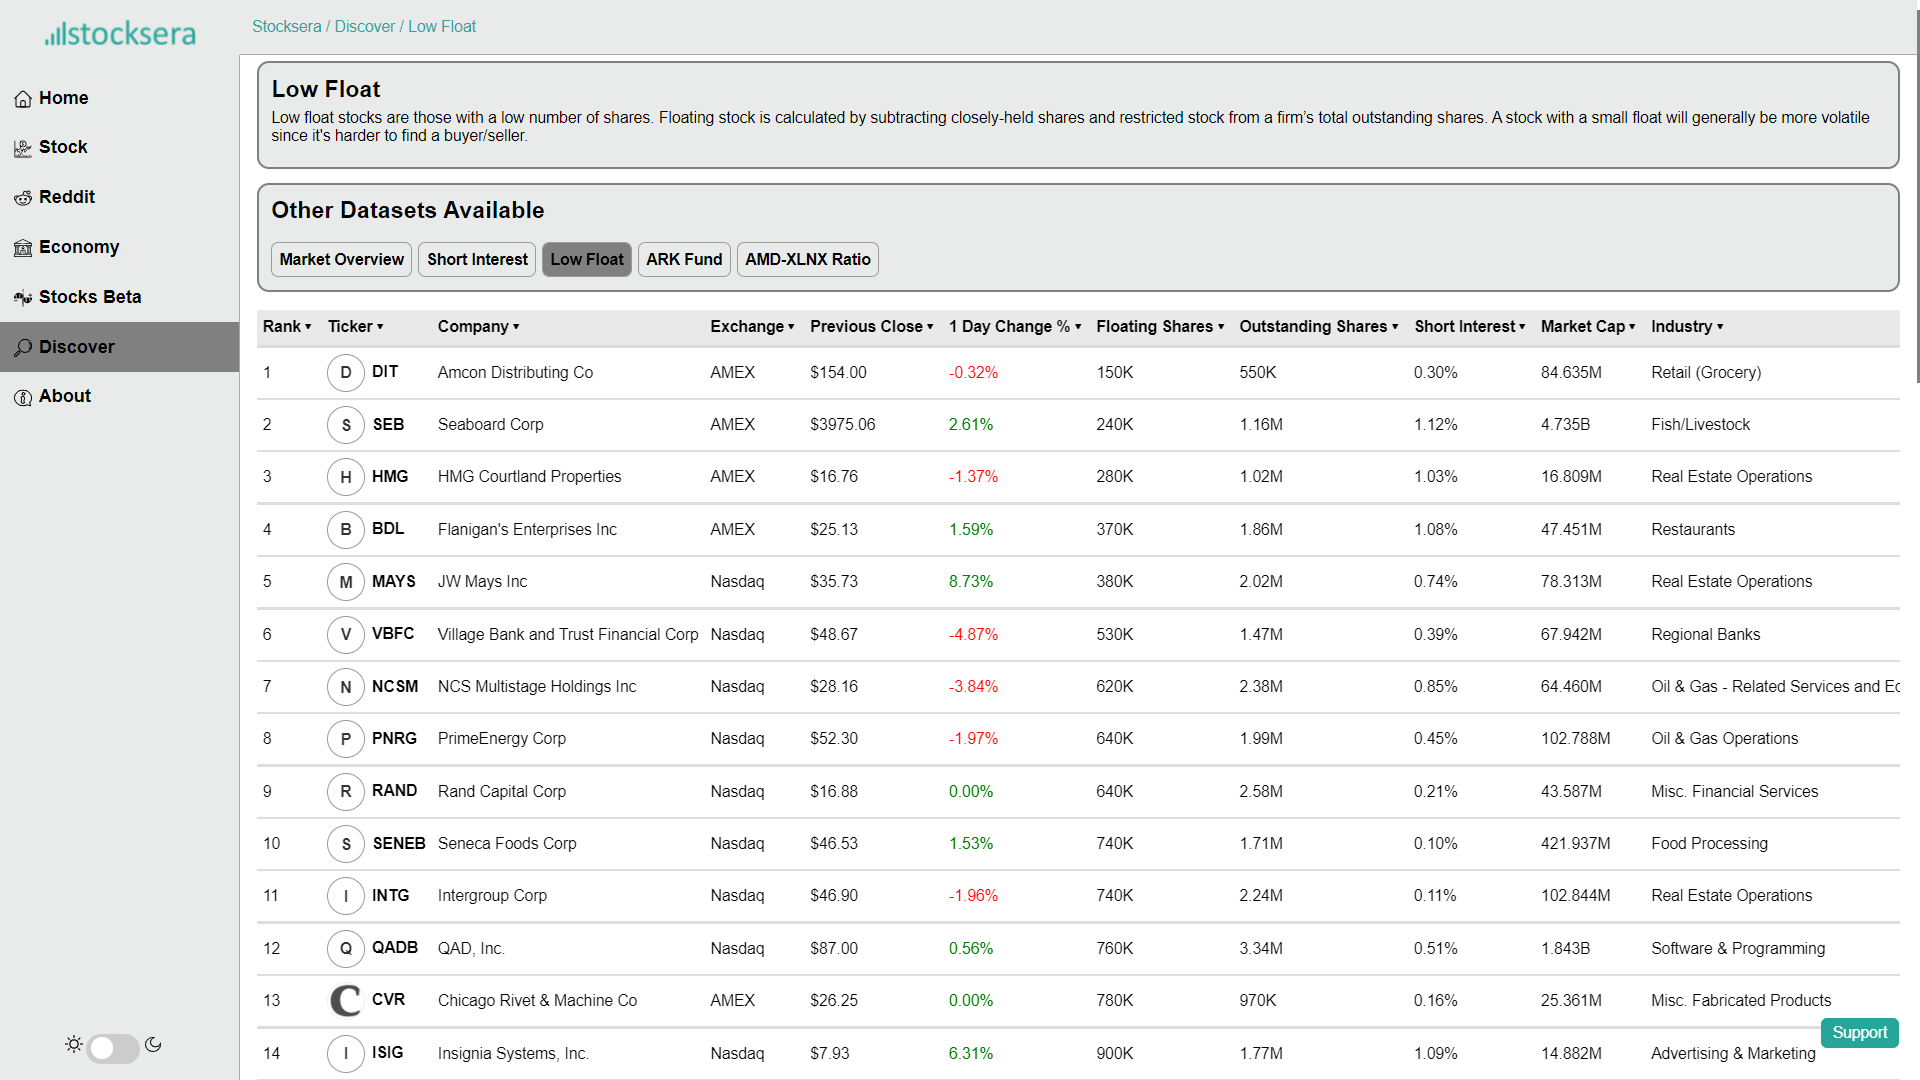 stocksera
Stocksera / Discover / Low Float
Home
Stock
Reddit
Economy
Stocks Beta
Discover
About
Low Float
Low float stocks are those with a low number of shares. Floating stock is calculated by subtracting closely-held shares and restricted stock from a firm's total outstanding shares. A stock with a small float will generally be more volatile
since it's harder to find a buyer/seller.
Other Datasets Available
Market Overview Short Interest Low Float ARK Fund AMD-XLNX Ratio
Rank Ticker Company Exchange Previous Close 1 Day Change % Floating Shares Outstanding Shares Short Interest Market Cap Industry
1 D DIT Amcon Distributing Co AMEX $154.00 -0.32% 150K 550K 0.30% 84.635M Retail (Grocery)
2 S SEB Seaboard Corp AMEX $3975.06 2.61% 240K 1.16M 1.12% 4.735B Fish/Livestock
3 H HMG HMG Courtland Properties AMEX $16.76 -1.37% 280K 1.02M 1.03% 16.809M Real Estate Operations
4 B BDL Flanigan's Enterprises Inc AMEX $25.13 1.59% 370K 1.86M 1.08% 47.451M Restaurants
5 M MAYS JW Mays Inc Nasdaq $35.73 8.73% 380K 2.02M 0.74% 78.313M Real Estate Operations
6 V VBFC Village Bank and Trust Financial Corp Nasdaq $48.67 -4.87% 530K 1.47M 0.39% 67.942M Regional Banks
7 N NCSM NCS Multistage Holdings Inc Nasdaq $28.16 -3.84% 620K 2.38M 0.85% 64.460M Oil & Gas - Related Services and Ec
8 P PNRG PrimeEnergy Corp Nasdaq $52.30 -1.97% 640K 1.99M 0.45% 102.788M Oil & Gas Operations
9 R RAND Rand Capital Corp Nasdaq $16.88 0.00% 640K 2.58M 0.21% 43.587M Misc. Financial Services
10 S SENEB Seneca Foods Corp Nasdaq $46.53 1.53% 740K 1.71M 0.10% 421.937M Food Processing
11 I INTG Intergroup Corp Nasdaq $46.90 -1.96% 740K 2.24M 0.11% 102.844M Real Estate Operations
12 Q QADB QAD, Inc. Nasdaq $87.00 0.56% 760K 3.34M 0.51% 1.843B Software & Programming
13 C CVR Chicago Rivet & Machine Co AMEX $26.25 0.00% 780K 970K 0.16% 25.361M Misc. Fabricated Products
14 I ISIG Insignia Systems, Inc. Nasdaq $7.93 6.31% 900K 1.77M 1.09% 14.882M Advertising & Marketing
Support